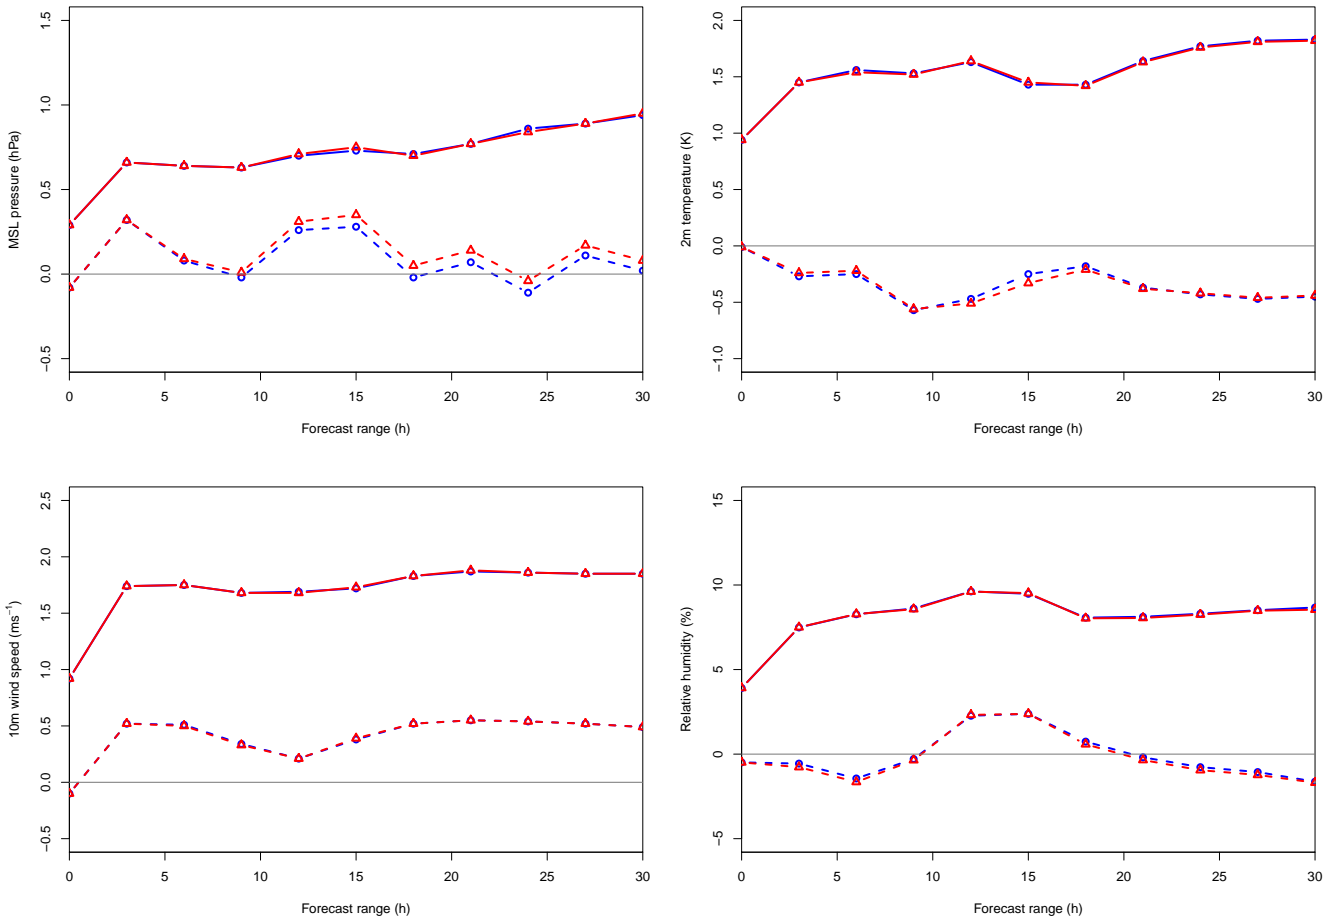 MSL pressure (hPa)
1.5
1.0
0.5
0.0
−0.5
0 5 10 15 20 25 30
Forecast range (h)
2m temperature (K)
2.0
1.5
1.0
0.5
0.0
−0.5
−1.0
0 5 10 15 20 25 30
Forecast range (h)
10m wind speed (ms⁻¹)
2.5
2.0
1.5
1.0
0.5
0.0
−0.5
0 5 10 15 20 25 30
Forecast range (h)
Relative humidity (%)
15
10
5
0
−5
0 5 10 15 20 25 30
Forecast range (h)